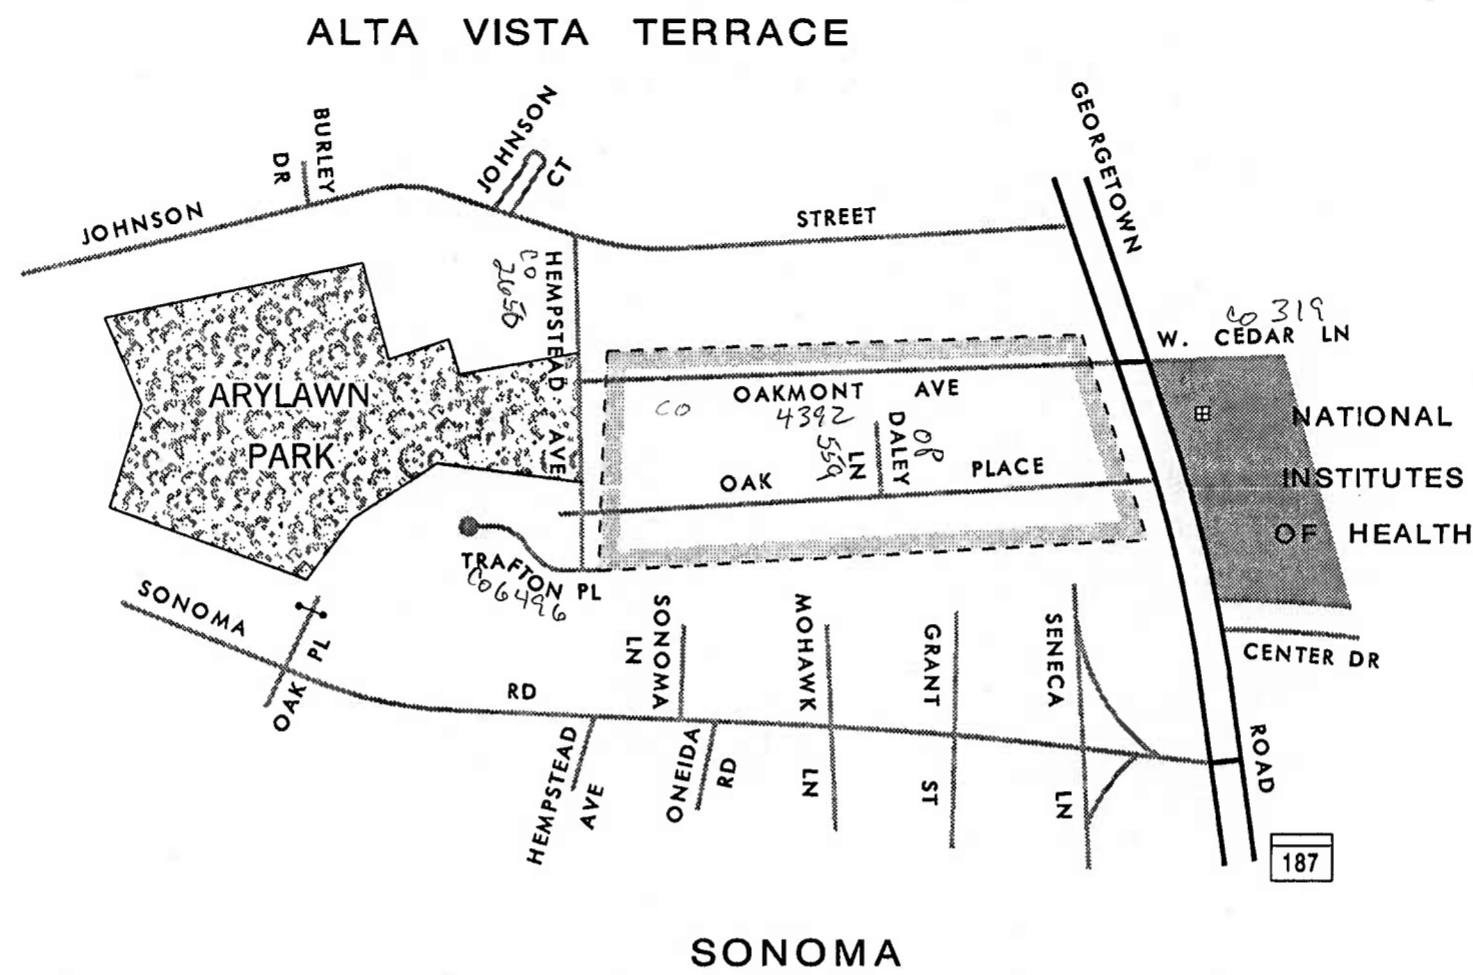 ALTA VISTA TERRACE
BURLEY
DR
JOHNSON
CT
GEORGETOWN
JOHNSON
STREET
HEMPSTEAD
CO
2650
CO 319
W. CEDAR LN
ARYLAWN
PARK
AVE
OAKMONT AVE
CO 4392
DALEY
LN
559
OP
OAK PLACE
NATIONAL
INSTITUTES
OF HEALTH
TRAFTON PL
CO6496
SONOMA
RD
OAK
PL
SONOMA
LN
MOHAWK
LN
GRANT
ST
SENECA
LN
CENTER DR
HEMPSTEAD
AVE
ONEIDA
RD
ROAD
187
SONOMA